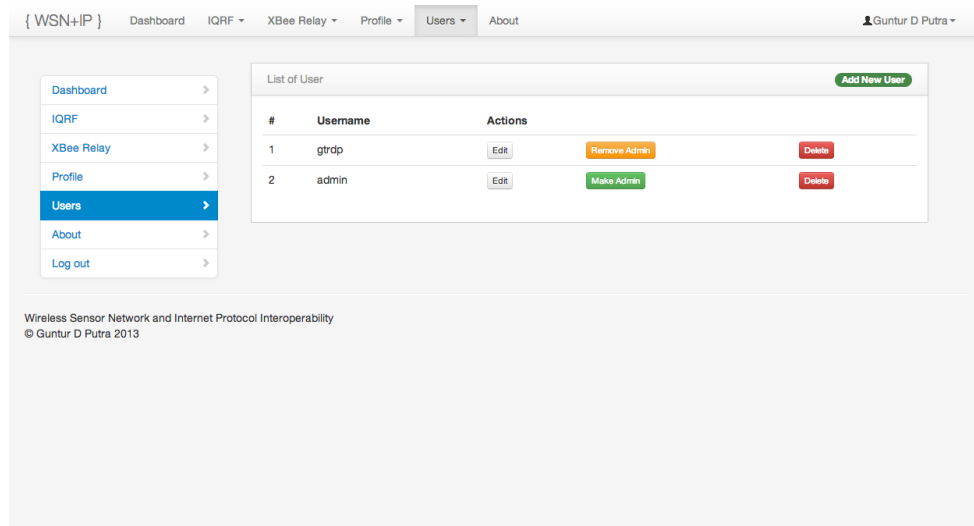 { WSN+IP } Dashboard IQRF XBee Relay Profile Users About Guntur D Putra
Dashboard
IQRF
XBee Relay
Profile
Users
About
Log out
List of User Add New User
# Username Actions
1 gtrdp Edit Remove Admin Delete
2 admin Edit Make Admin Delete
Wireless Sensor Network and Internet Protocol Interoperability
© Guntur D Putra 2013